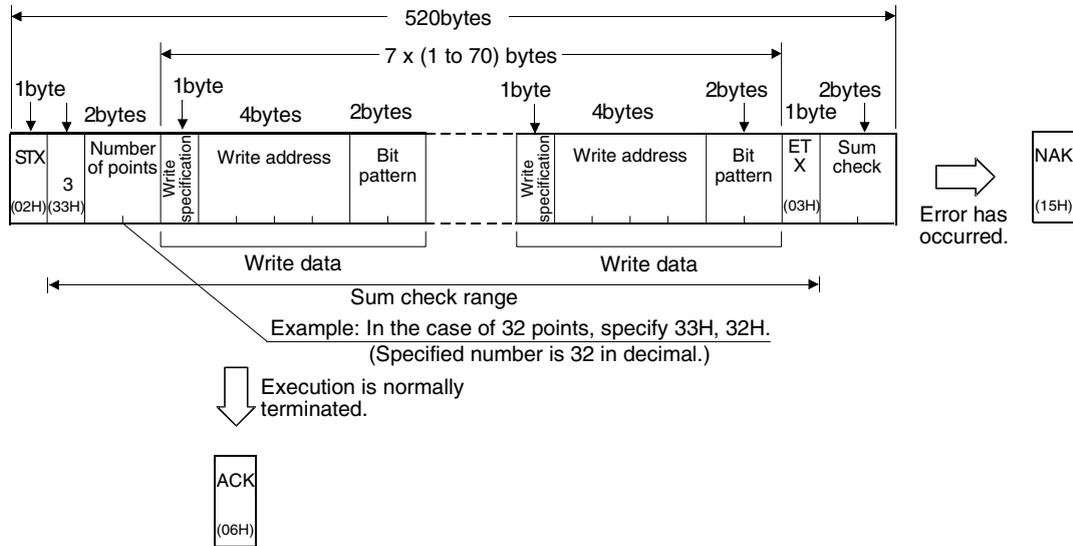 520bytes
7 x (1 to 70) bytes
1byte
2bytes
1byte
4bytes
2bytes
1byte
4bytes
2bytes
1byte
2bytes
STX
(02H)
3
(33H)
Number
of points
Write
specification
Write address
Bit
pattern
Write
specification
Write address
Bit
pattern
ET
X
(03H)
Sum
check
Error has
occurred.
NAK
(15H)
Write data
Write data
Sum check range
Example: In the case of 32 points, specify 33H, 32H.
(Specified number is 32 in decimal.)
Execution is normally
terminated.
ACK
(06H)